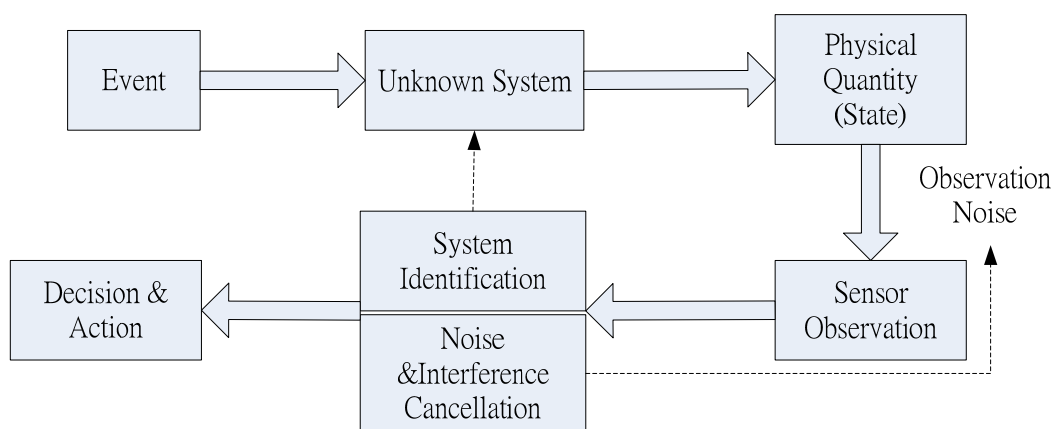 Event
Unknown System
Physical
Quantity
(State)
Observation
Noise
System
Identification
Decision &
Action
Sensor
Observation
Noise
&Interference
Cancellation